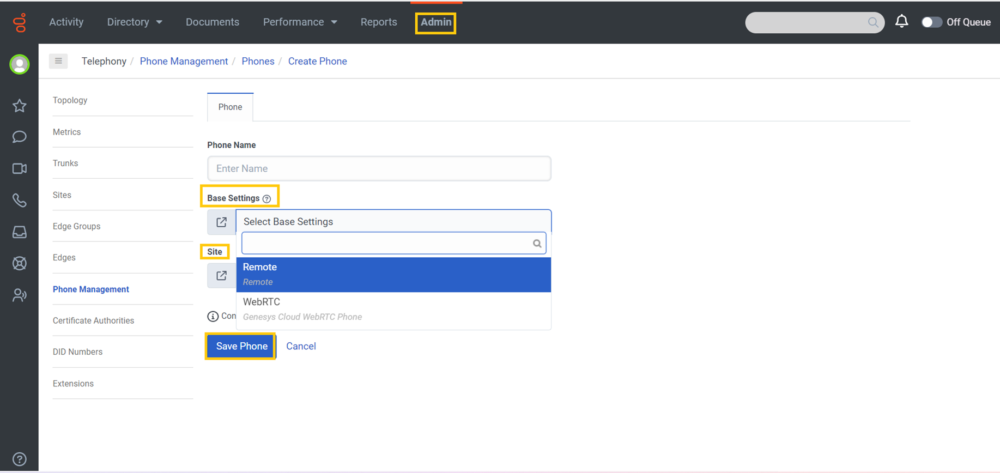 Activity Directory Documents Performance Reports Admin Off Queue
Telephony / Phone Management / Phones / Create Phone
Topology
Metrics
Trunks
Sites
Edge Groups
Edges
Phone Management
Certificate Authorities
DID Numbers
Extensions
Phone
Phone Name
Enter Name
Base Settings
Select Base Settings
Site
Remote
Remote
WebRTC
Genesys Cloud WebRTC Phone
Con
Save Phone Cancel